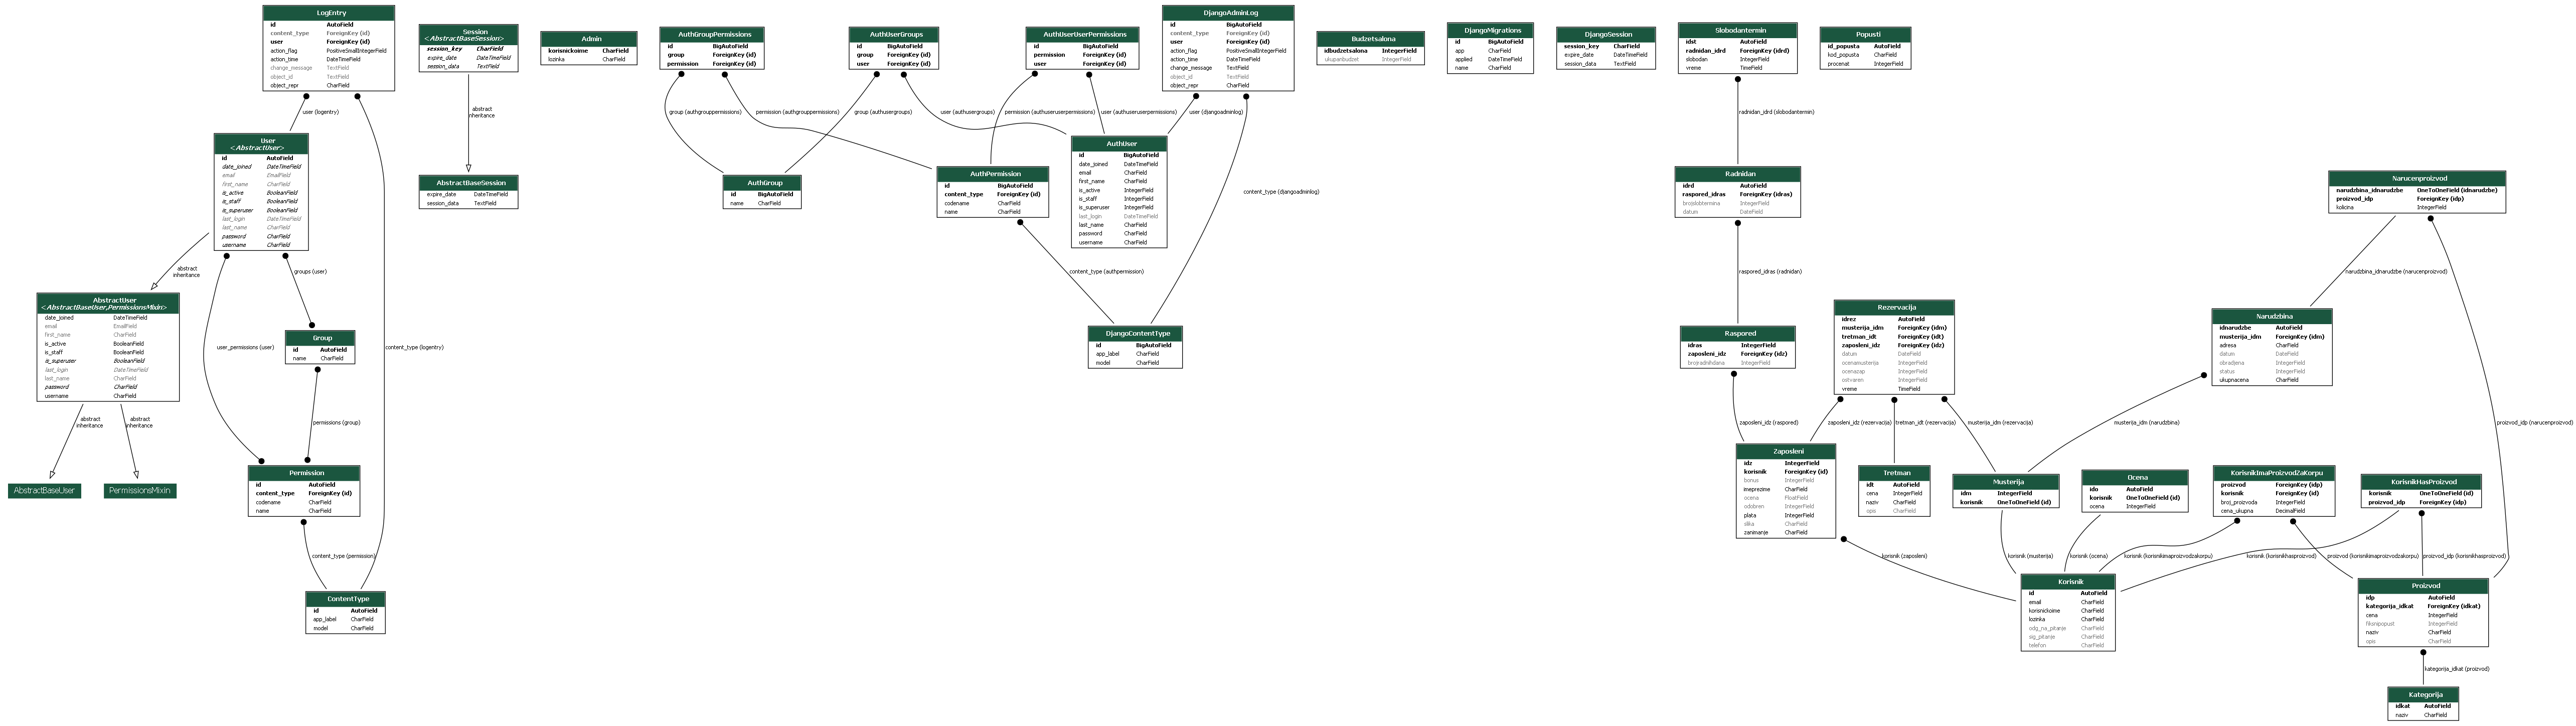 LogEntry
id AutoField
content_type ForeignKey (id)
user ForeignKey (id)
action_flag PositiveSmallIntegerField
action_time DateTimeField
change_message TextField
object_id TextField
object_repr CharField
Session
<AbstractBaseSession>
session_key CharField
expire_date DateTimeField
session_data TextField
Admin
korisnickoime CharField
lozinka CharField
AuthGroupPermissions
id BigAutoField
group ForeignKey (id)
permission ForeignKey (id)
AuthUserGroups
id BigAutoField
group ForeignKey (id)
user ForeignKey (id)
AuthUserUserPermissions
id BigAutoField
permission ForeignKey (id)
user ForeignKey (id)
DjangoAdminLog
id BigAutoField
content_type ForeignKey (id)
user ForeignKey (id)
action_flag PositiveSmallIntegerField
action_time DateTimeField
change_message TextField
object_id TextField
object_repr CharField
Budzetsalona
idbudzetsalona IntegerField
ukupanbudzet IntegerField
DjangoMigrations
id BigAutoField
app CharField
applied DateTimeField
name CharField
DjangoSession
session_key CharField
expire_date DateTimeField
session_data TextField
Slobodantermin
idst AutoField
radnidan_idrd ForeignKey (idrd)
slobodan IntegerField
vreme TimeField
Popusti
id_popusta AutoField
kod_popusta CharField
procenat IntegerField
user (logentry)
abstract
inheritance
group (authgrouppermissions)
permission (authgrouppermissions)
group (authusergroups)
user (authusergroups)
permission (authuseruserpermissions)
user (authuseruserpermissions)
user (djangoadminlog)
radnidan_idrd (slobodantermin)
User
<AbstractUser>
id AutoField
date_joined DateTimeField
email EmailField
first_name CharField
is_active BooleanField
is_staff BooleanField
is_superuser BooleanField
last_login DateTimeField
last_name CharField
password CharField
username CharField
AbstractBaseSession
expire_date DateTimeField
session_data TextField
AuthGroup
id BigAutoField
name CharField
AuthPermission
id BigAutoField
content_type ForeignKey (id)
codename CharField
name CharField
AuthUser
id BigAutoField
date_joined DateTimeField
email CharField
first_name CharField
is_active IntegerField
is_staff IntegerField
is_superuser IntegerField
last_login DateTimeField
last_name CharField
password CharField
username CharField
content_type (djangoadminlog)
Radnidan
idrd AutoField
raspored_idras ForeignKey (idras)
brojslobtermina IntegerField
datum DateField
Narucenproizvod
narudzbina_idnarudzbe OneToOneField (idnarudzbe)
proizvod_idp ForeignKey (idp)
kolicina IntegerField
abstract
inheritance
groups (user)
content_type (authpermission)
raspored_idras (radnidan)
narudzbina_idnarudzbe (narucenproizvod)
AbstractUser
<AbstractBaseUser,PermissionsMixin>
date_joined DateTimeField
email EmailField
first_name CharField
is_active BooleanField
is_staff BooleanField
is_superuser BooleanField
last_login DateTimeField
last_name CharField
password CharField
username CharField
Group
id AutoField
name CharField
user_permissions (user)
content_type (logentry)
DjangoContentType
id BigAutoField
app_label CharField
model CharField
Raspored
idras IntegerField
zaposleni_idz ForeignKey (idz)
brojradnihdana IntegerField
Rezervacija
idrez AutoField
musterija_idm ForeignKey (idm)
tretman_idt ForeignKey (idt)
zaposleni_idz ForeignKey (idz)
datum DateField
ocenamusterija IntegerField
ocenazap IntegerField
ostvaren IntegerField
vreme TimeField
Narudzbina
idnarudzbe AutoField
musterija_idm ForeignKey (idm)
adresa CharField
datum DateField
obradjena IntegerField
status IntegerField
ukupnacena CharField
abstract
inheritance
abstract
inheritance
permissions (group)
zaposleni_idz (raspored)
zaposleni_idz (rezervacija)
tretman_idt (rezervacija)
musterija_idm (rezervacija)
musterija_idm (narudzbina)
proizvod_idp (narucenproizvod)
AbstractBaseUser
PermissionsMixin
Permission
id AutoField
content_type ForeignKey (id)
codename CharField
name CharField
Zaposleni
idz IntegerField
korisnik ForeignKey (id)
bonus IntegerField
imeprezime CharField
ocena FloatField
odobren IntegerField
plata IntegerField
slika CharField
zanimanje CharField
Tretman
idt AutoField
cena IntegerField
naziv CharField
opis CharField
Musterija
idm IntegerField
korisnik OneToOneField (id)
Ocena
ido AutoField
korisnik OneToOneField (id)
ocena IntegerField
KorisnikImaProizvodZaKorpu
proizvod ForeignKey (idp)
korisnik ForeignKey (id)
broj_proizvoda IntegerField
cena_ukupna DecimalField
KorisnikHasProizvod
korisnik OneToOneField (id)
proizvod_idp ForeignKey (idp)
content_type (permission)
korisnik (zaposleni)
korisnik (musterija)
korisnik (ocena)
korisnik (korisnikimaproizvodzakorpu)
korisnik (korisnikhasproizvod)
proizvod (korisnikimaproizvodzakorpu)
proizvod_idp (korisnikhasproizvod)
ContentType
id AutoField
app_label CharField
model CharField
Korisnik
id AutoField
email CharField
korisnickoime CharField
lozinka CharField
odg_na_pitanje CharField
sig_pitanje CharField
telefon CharField
Proizvod
idp AutoField
kategorija_idkat ForeignKey (idkat)
cena IntegerField
fiksnipopust IntegerField
naziv CharField
opis CharField
kategorija_idkat (proizvod)
Kategorija
idkat AutoField
naziv CharField